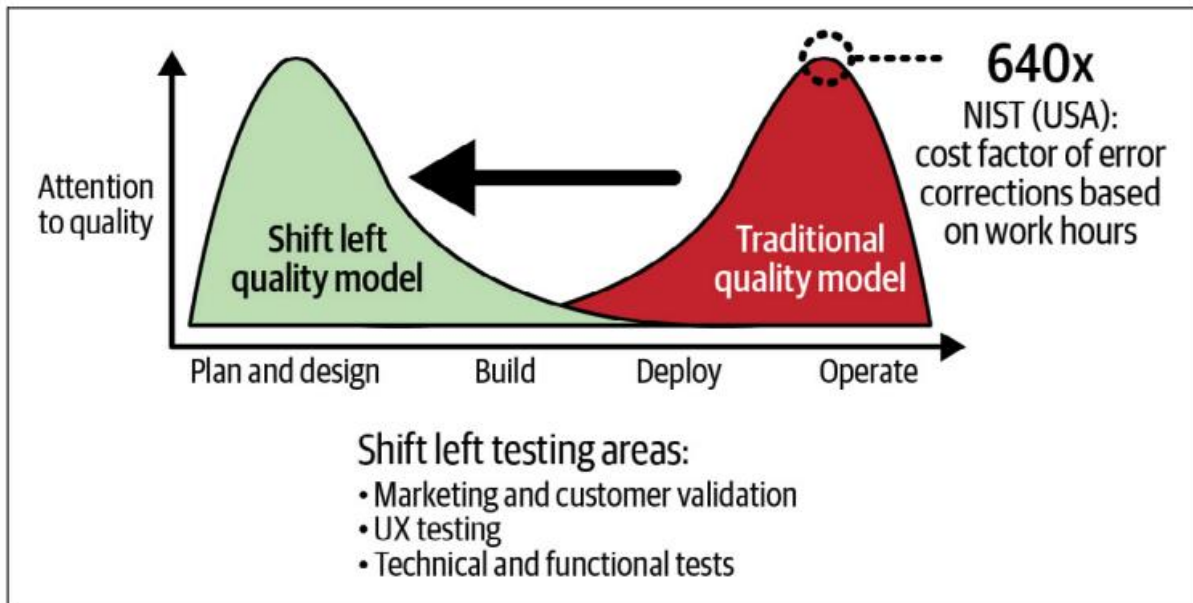 640x
NIST (USA):
cost factor of error
corrections based
on work hours
Attention
to quality
Shift left
quality model
Traditional
quality model
Plan and design
Build
Deploy
Operate
Shift left testing areas:
• Marketing and customer validation
• UX testing
• Technical and functional tests